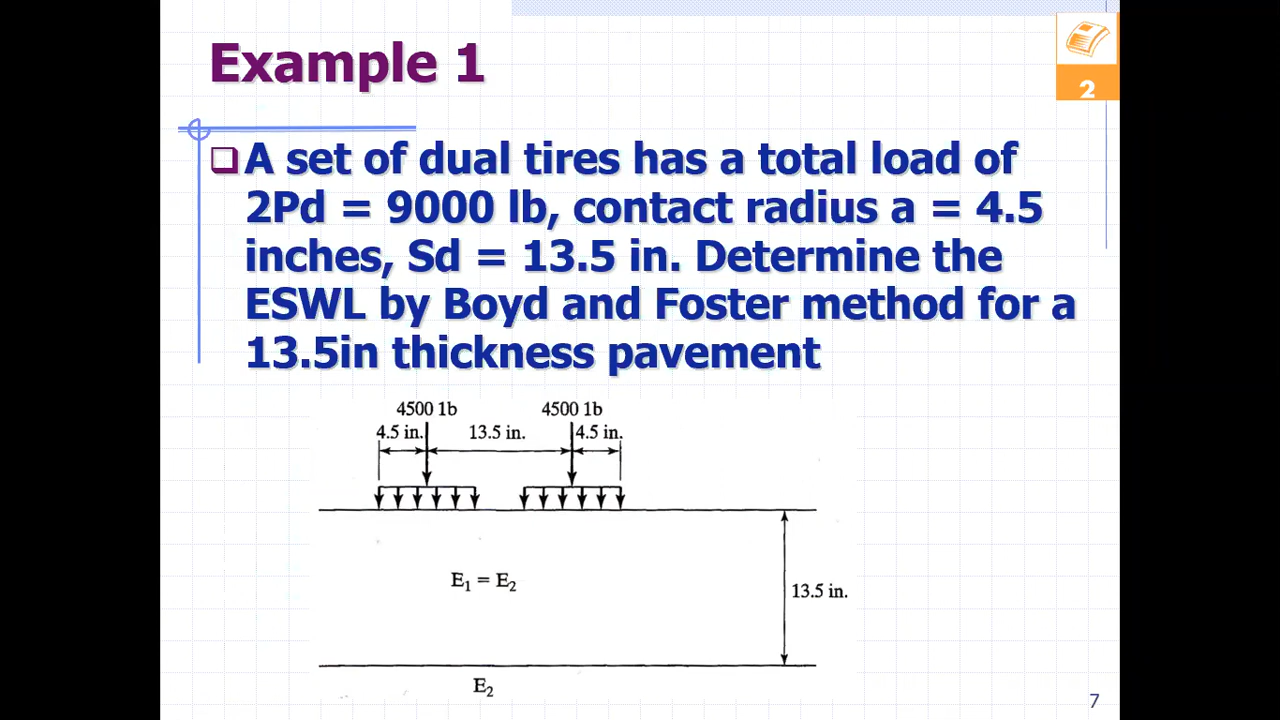 Example 1
2
A set of dual tires has a total load of
2Pd = 9000 lb, contact radius a = 4.5
inches, Sd = 13.5 in. Determine the
ESWL by Boyd and Foster method for a
13.5in thickness pavement
4500 1b 4500 1b
4.5 in. 13.5 in. 4.5 in.
E₁ = E₂
13.5 in.
E₂
7